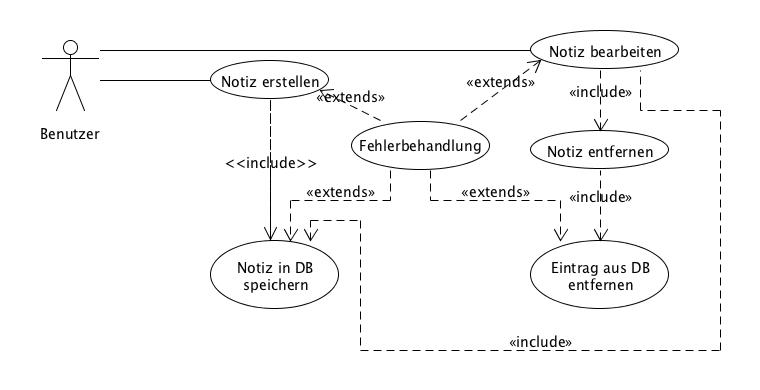 Notiz bearbeiten
Notiz erstellen
«extends»
«extends»
«include»
Benutzer
Fehlerbehandlung
Notiz entfernen
<<include>>
«extends»
«extends»
«include»
Notiz in DB
speichern
Eintrag aus DB
entfernen
«include»